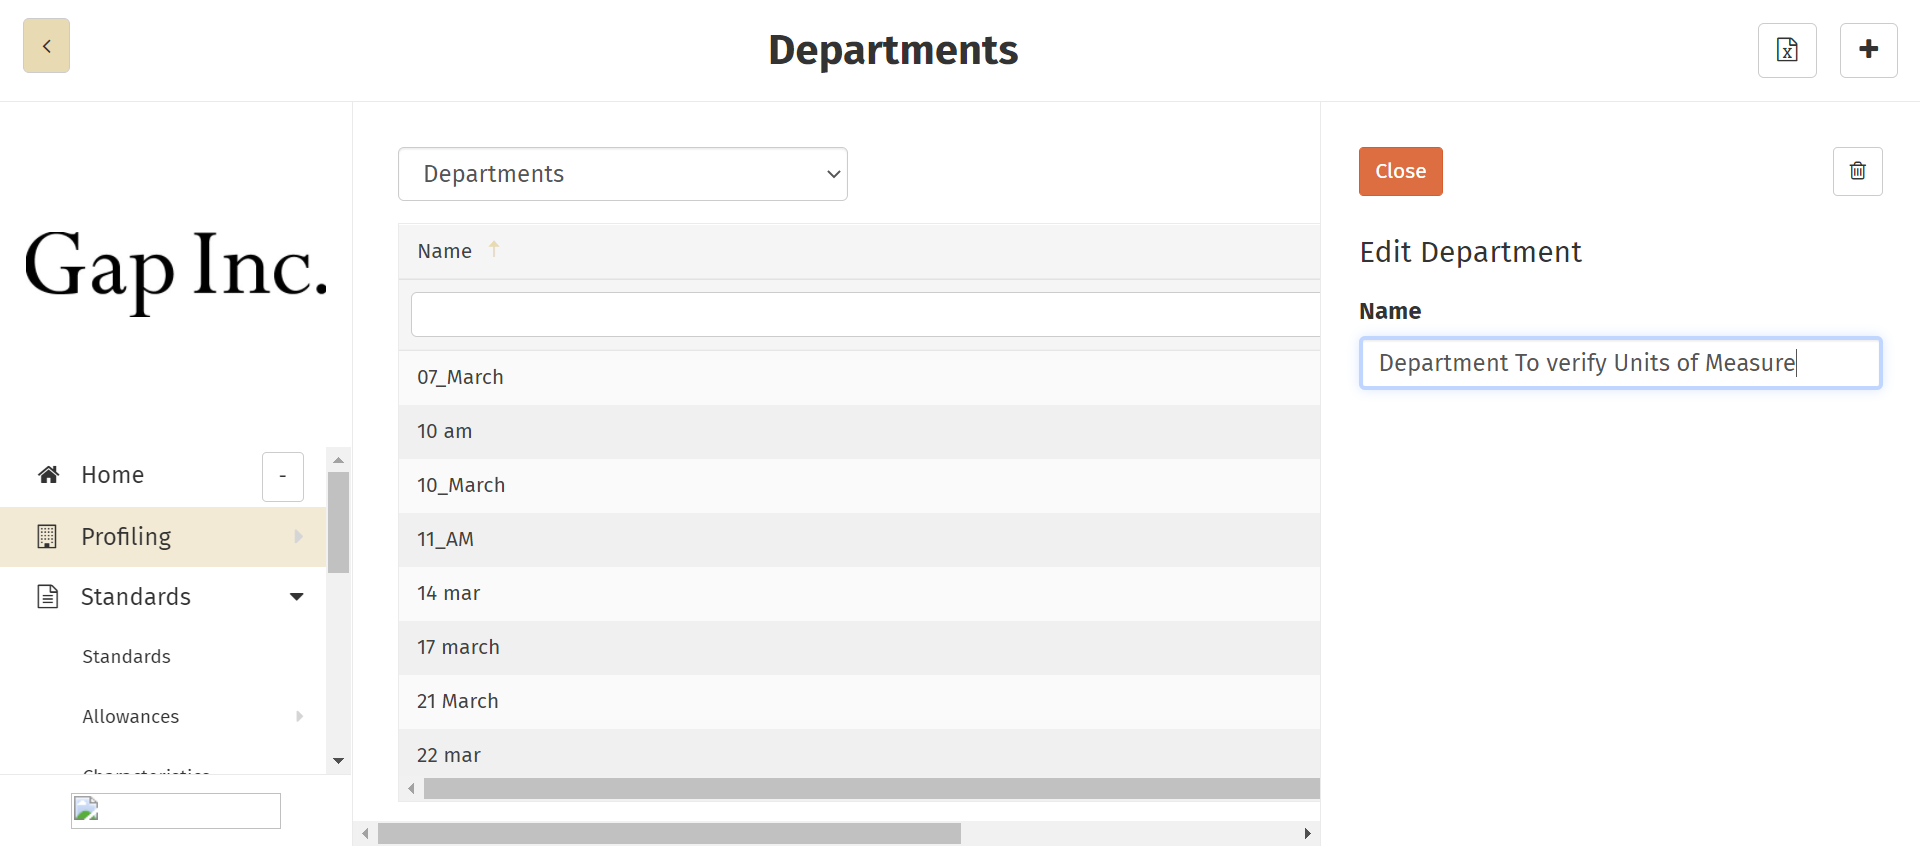 Departments
Gap Inc.
Home
-
Profiling
Standards
Standards
Allowances
Characteristics
Departments
Name
07_March
10 am
10_March
11_AM
14 mar
17 march
21 March
22 mar
Close
Edit Department
Name
Department To verify Units of Measure